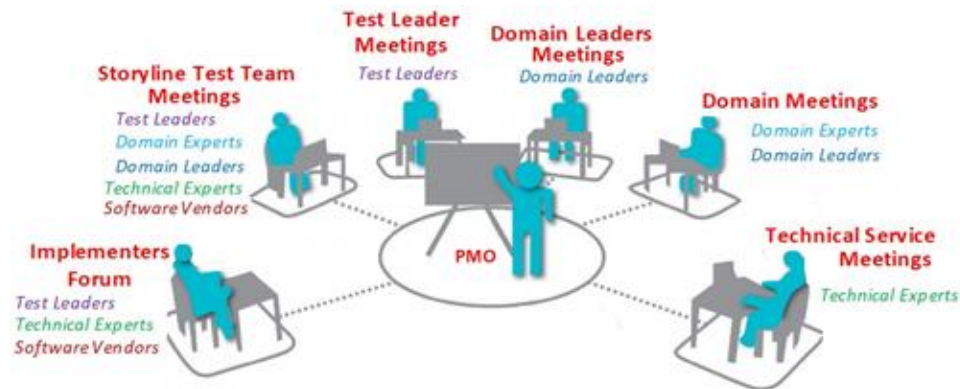 Test Leader
Meetings
Test Leaders
Domain Leaders
Meetings
Domain Leaders
Storyline Test Team
Meetings
Test Leaders
Domain Experts
Domain Leaders
Technical Experts
Software Vendors
Domain Meetings
Domain Experts
Domain Leaders
Implementers
Forum
Test Leaders
Technical Experts
Software Vendors
PMO
Technical Service
Meetings
Technical Experts